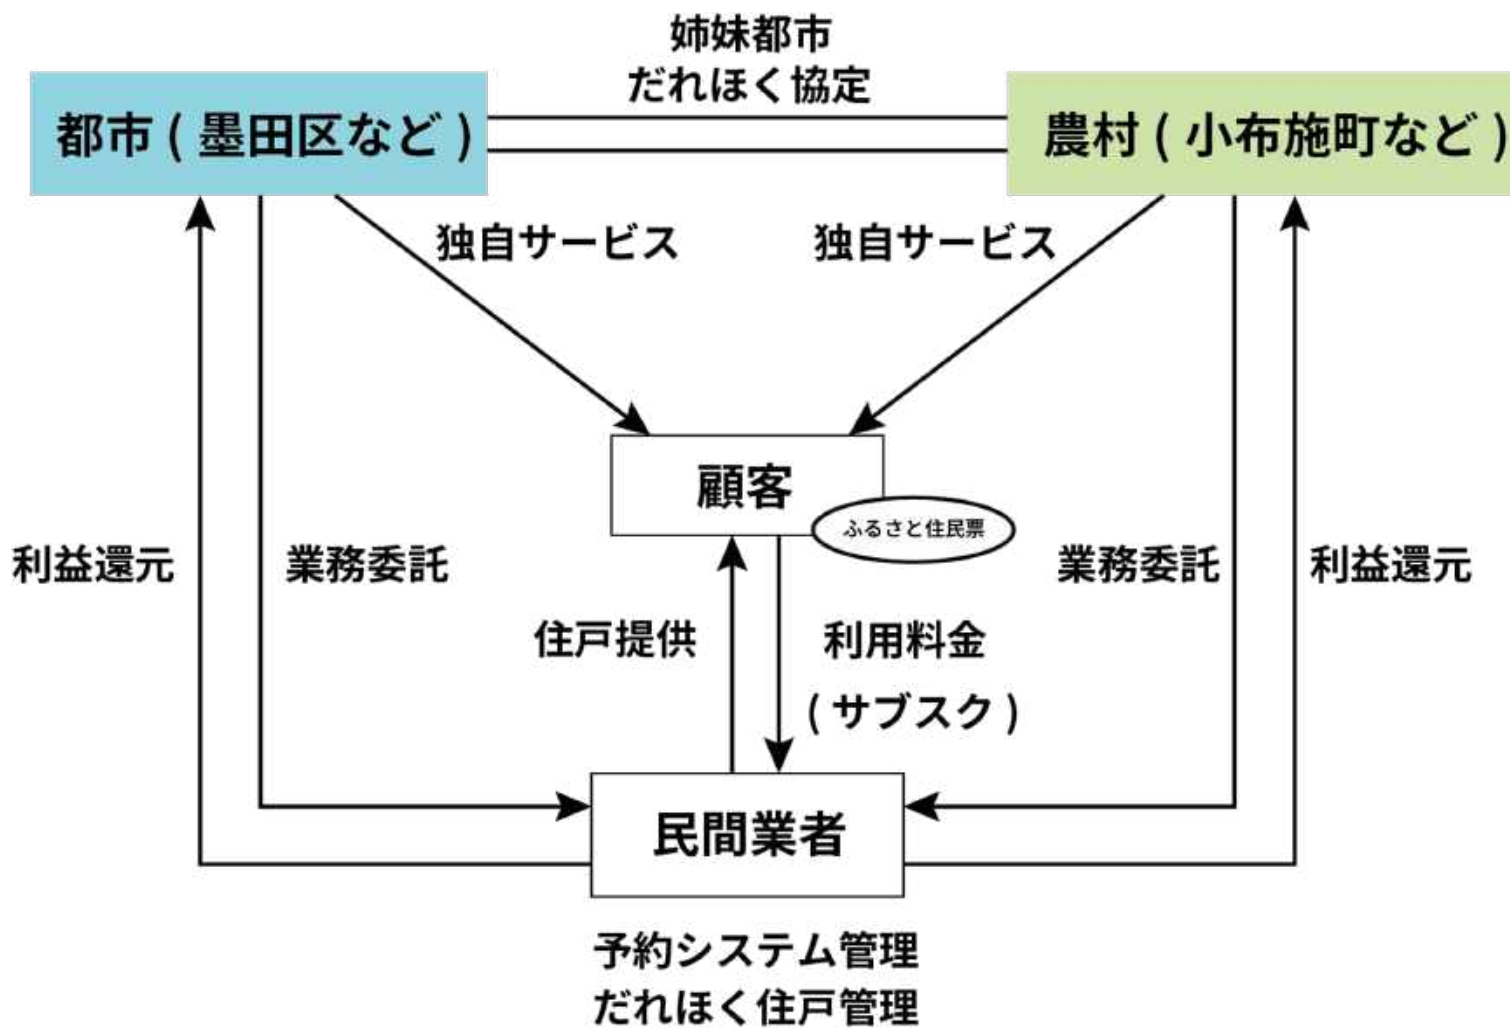 姉妹都市
だれほく協定
都市 ( 墨田区など )
農村 ( 小布施町など )
独自サービス
独自サービス
顧客
ふるさと住民票
利益還元
業務委託
業務委託
利益還元
住戸提供
利用料金
( サブスク )
民間業者
予約システム管理
だれほく住戸管理